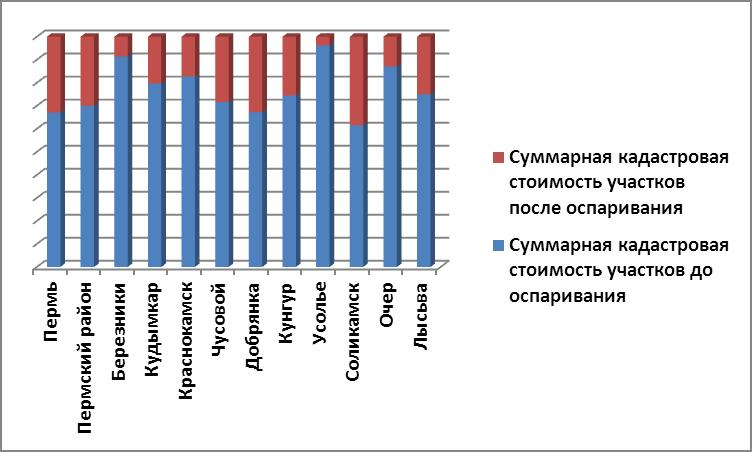 Суммарная кадастровая
стоимость участков
после оспаривания
Суммарная кадастровая
стоимость участков до
оспаривания
Пермь
Пермский район
Березники
Кудымкар
Краснокамск
Чусовой
Добрянка
Кунгур
Усолье
Соликамск
Очер
Лысьва